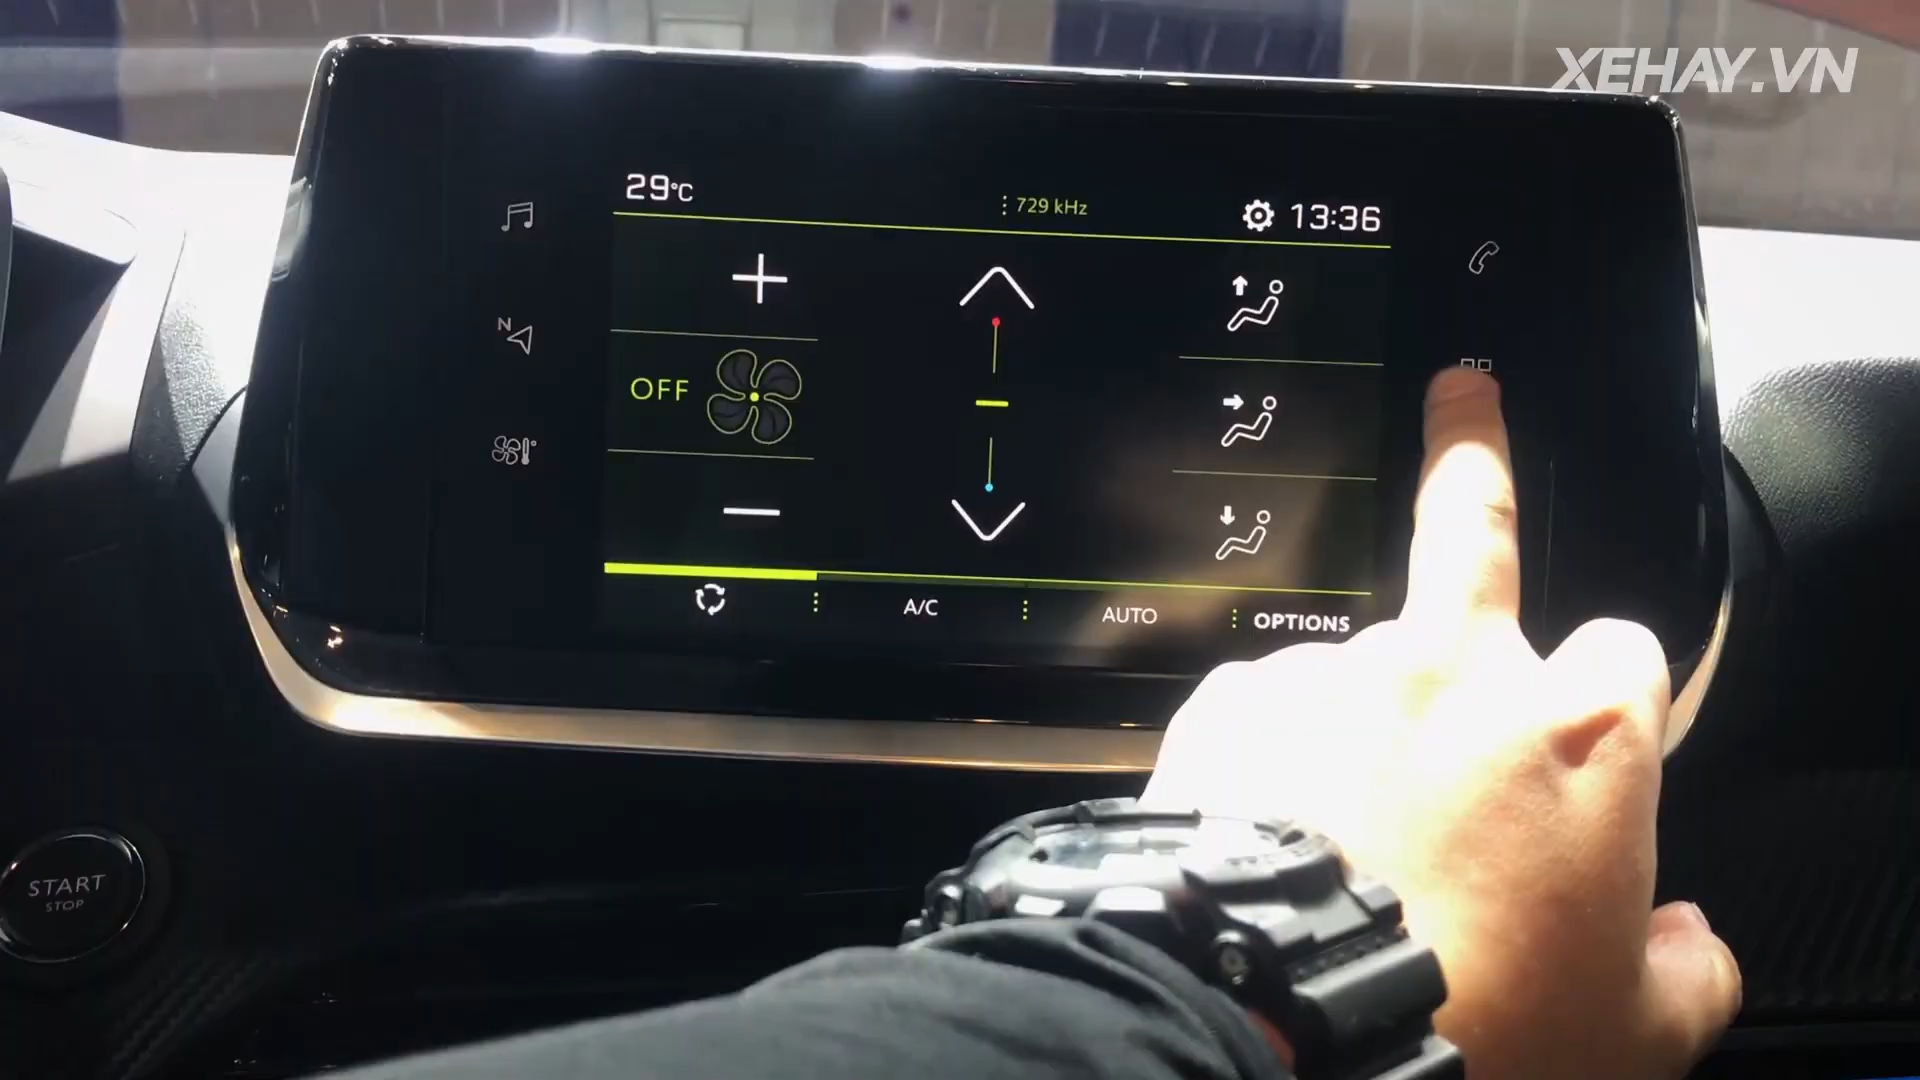 XEHAY.VN
29°C
729 kHz
13:36
N
OFF
A/C
AUTO
OPTIONS
START
STOP